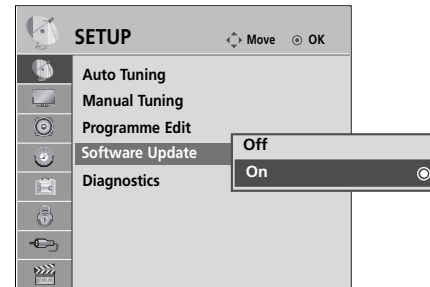 SETUP
Move OK
Auto Tuning
Manual Tuning
Programme Edit
Software Update
Off
On
Diagnostics